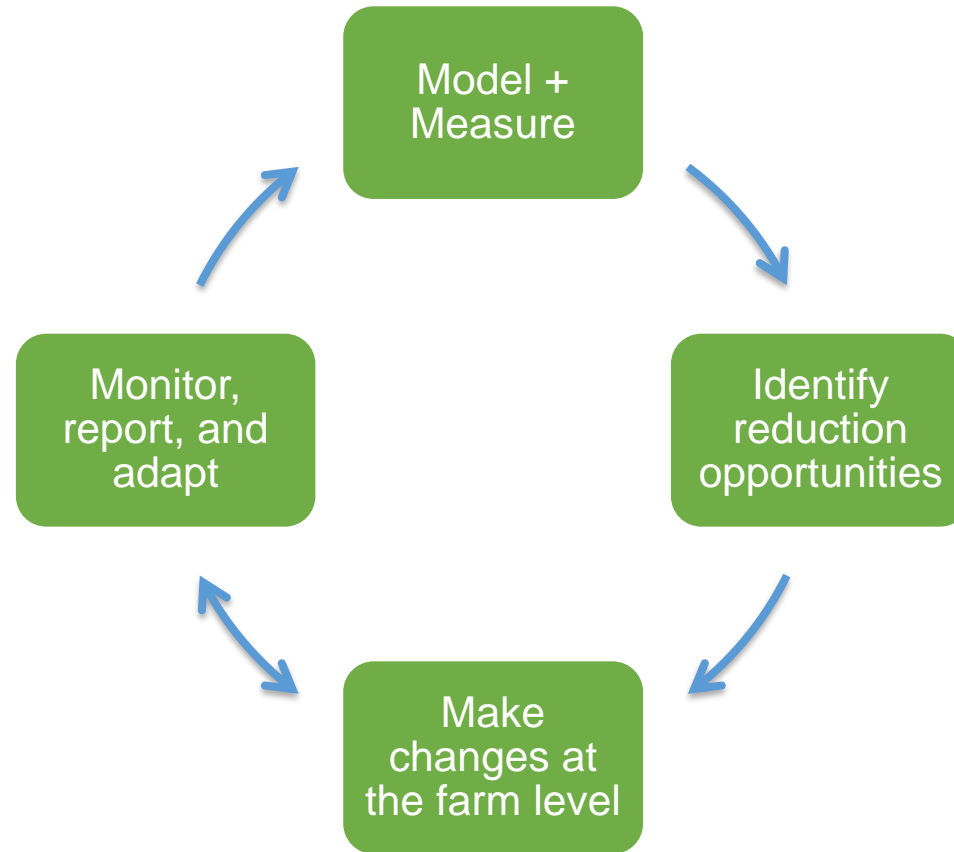 Model +
Measure
Identify
reduction
opportunities
Make
changes at
the farm level
Monitor,
report, and
adapt